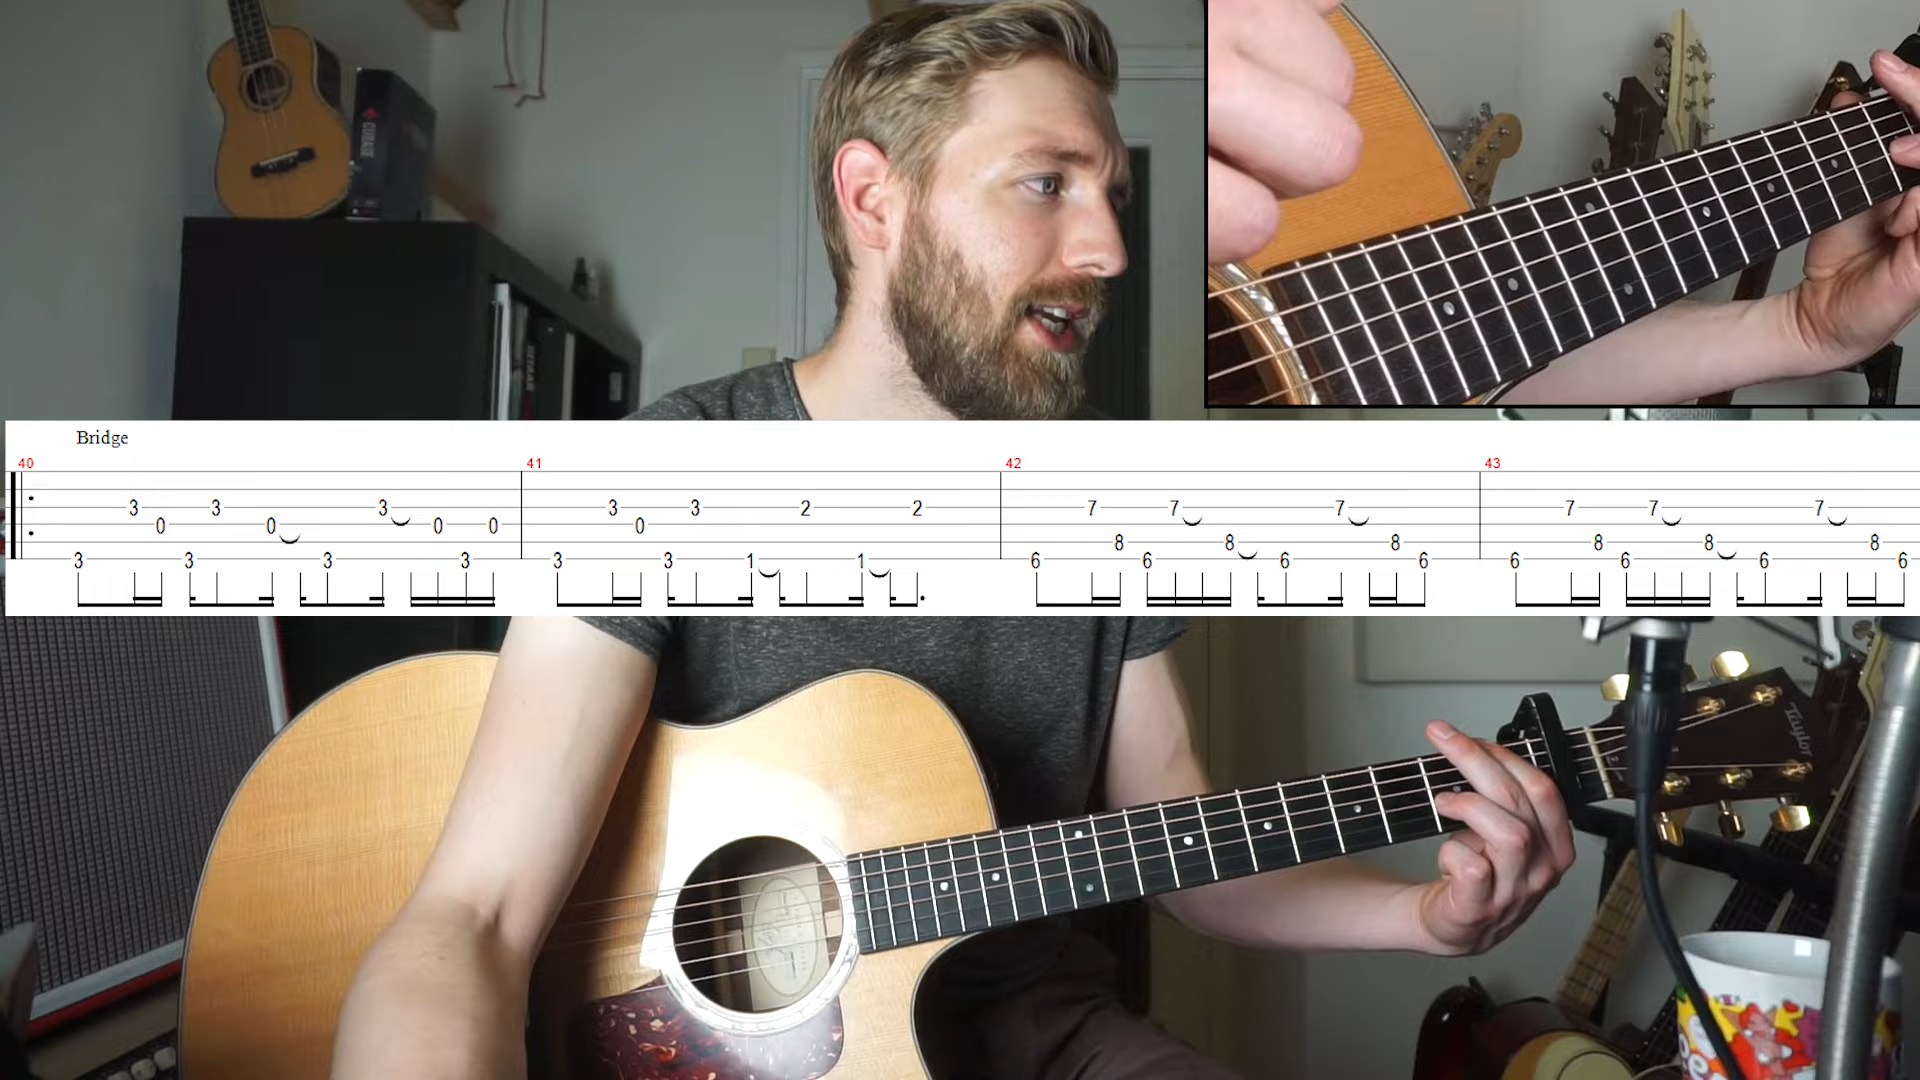 CUBASE
Bridge
40 41 42 43
3 3 3 3 3 2 2 7 7 7 7 7 7
0 0 0 0 0
8 8 8 8 8 8
3 3 3 3 3 3 1 1 6 6 6 6 6 6 6 6
Taylor